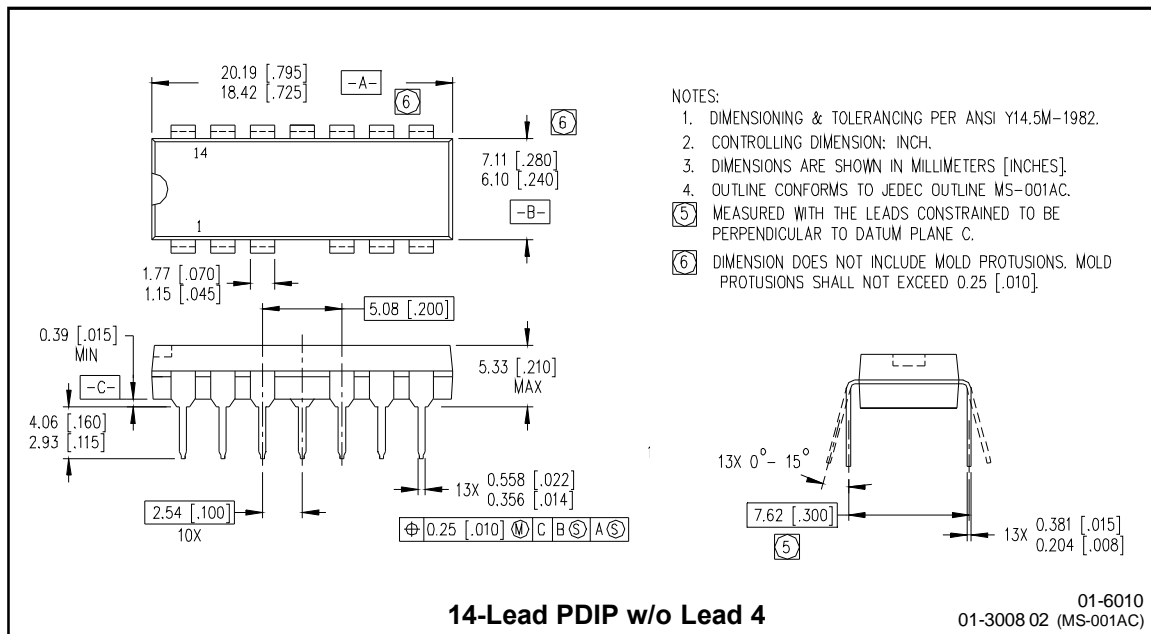 20.19 [.795]
18.42 [.725]
-A-
6
6
14
1
7.11 [.280]
6.10 [.240]
-B-
1.77 [.070]
1.15 [.045]
5.08 [.200]
0.39 [.015]
MIN
-C-
5.33 [.210]
MAX
4.06 [.160]
2.93 [.115]
13X 0.558 [.022]
0.356 [.014]
2.54 [.100]
10X
⌖ 0.25 [.010] Ⓜ C B Ⓢ A Ⓢ
NOTES:
1. DIMENSIONING & TOLERANCING PER ANSI Y14.5M-1982.
2. CONTROLLING DIMENSION: INCH.
3. DIMENSIONS ARE SHOWN IN MILLIMETERS [INCHES].
4. OUTLINE CONFORMS TO JEDEC OUTLINE MS-001AC.
5 MEASURED WITH THE LEADS CONSTRAINED TO BE
PERPENDICULAR TO DATUM PLANE C.
6 DIMENSION DOES NOT INCLUDE MOLD PROTUSIONS. MOLD
PROTUSIONS SHALL NOT EXCEED 0.25 [.010].
13X 0°- 15°
7.62 [.300]
5
13X 0.381 [.015]
0.204 [.008]
14-Lead PDIP w/o Lead 4
01-6010
01-3008 02 (MS-001AC)